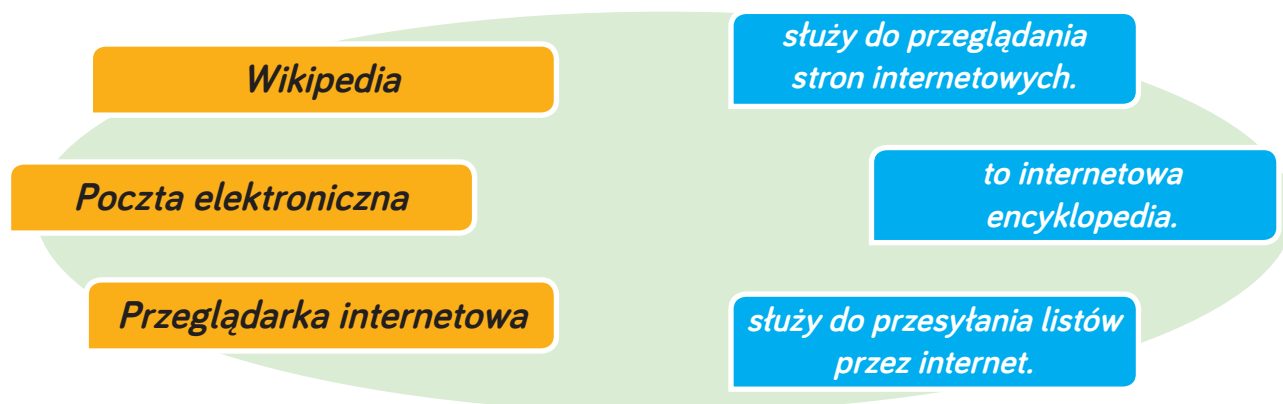 Wikipedia
Poczta elektroniczna
Przeglądarka internetowa
służy do przeglądania
stron internetowych.
to internetowa
encyklopedia.
służy do przesyłania listów
przez internet.